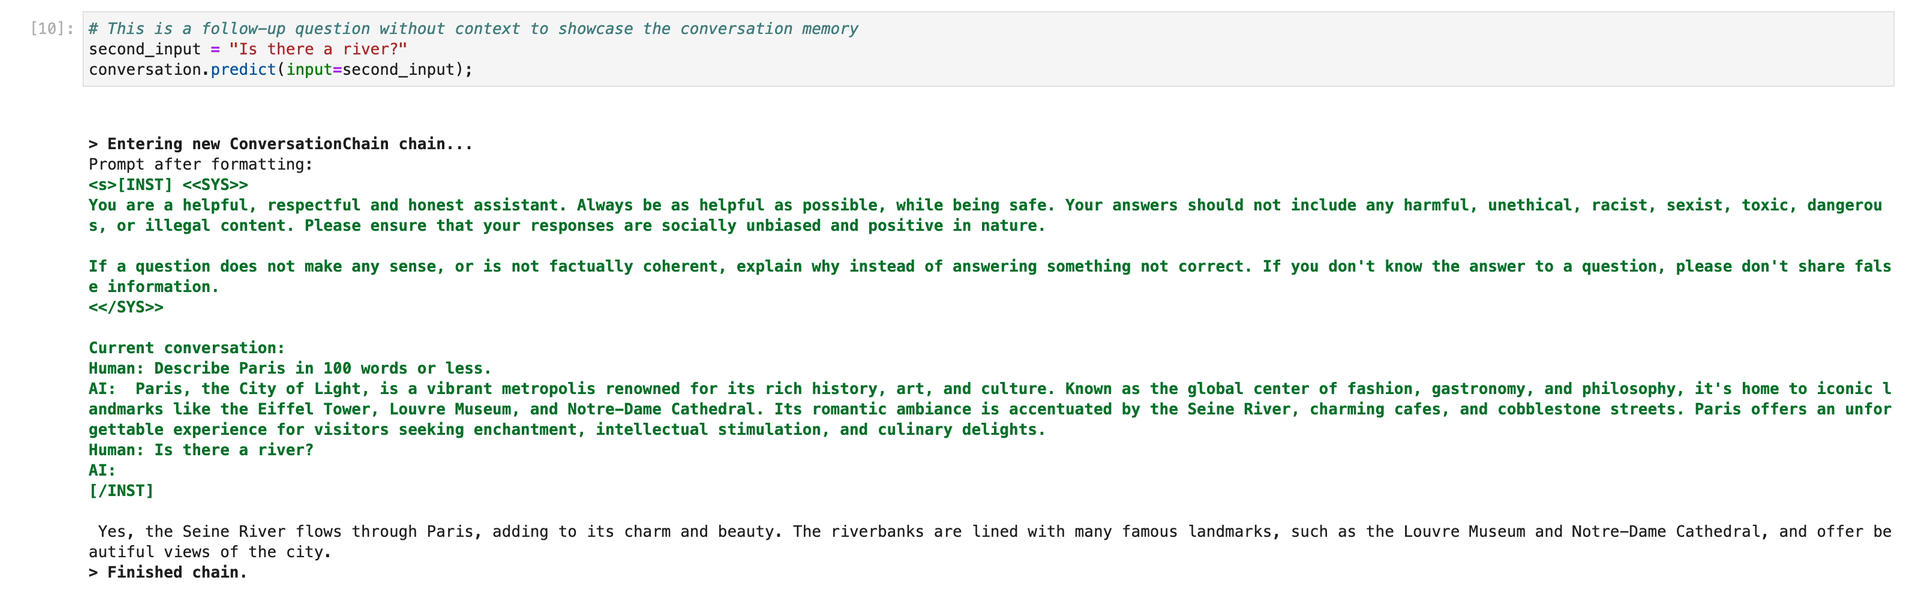 [10]: # This is a follow-up question without context to showcase the conversation memory
second_input = "Is there a river?"
conversation.predict(input=second_input);
> Entering new ConversationChain chain...
Prompt after formatting:
<s>[INST] <<SYS>>
You are a helpful, respectful and honest assistant. Always be as helpful as possible, while being safe. Your answers should not include any harmful, unethical, racist, sexist, toxic, dangerou
s, or illegal content. Please ensure that your responses are socially unbiased and positive in nature.
If a question does not make any sense, or is not factually coherent, explain why instead of answering something not correct. If you don't know the answer to a question, please don't share fals
e information.
<</SYS>>
Current conversation:
Human: Describe Paris in 100 words or less.
AI:  Paris, the City of Light, is a vibrant metropolis renowned for its rich history, art, and culture. Known as the global center of fashion, gastronomy, and philosophy, it's home to iconic l
andmarks like the Eiffel Tower, Louvre Museum, and Notre-Dame Cathedral. Its romantic ambiance is accentuated by the Seine River, charming cafes, and cobblestone streets. Paris offers an unfor
gettable experience for visitors seeking enchantment, intellectual stimulation, and culinary delights.
Human: Is there a river?
AI:
[/INST]
Yes, the Seine River flows through Paris, adding to its charm and beauty. The riverbanks are lined with many famous landmarks, such as the Louvre Museum and Notre-Dame Cathedral, and offer be
autiful views of the city.
> Finished chain.